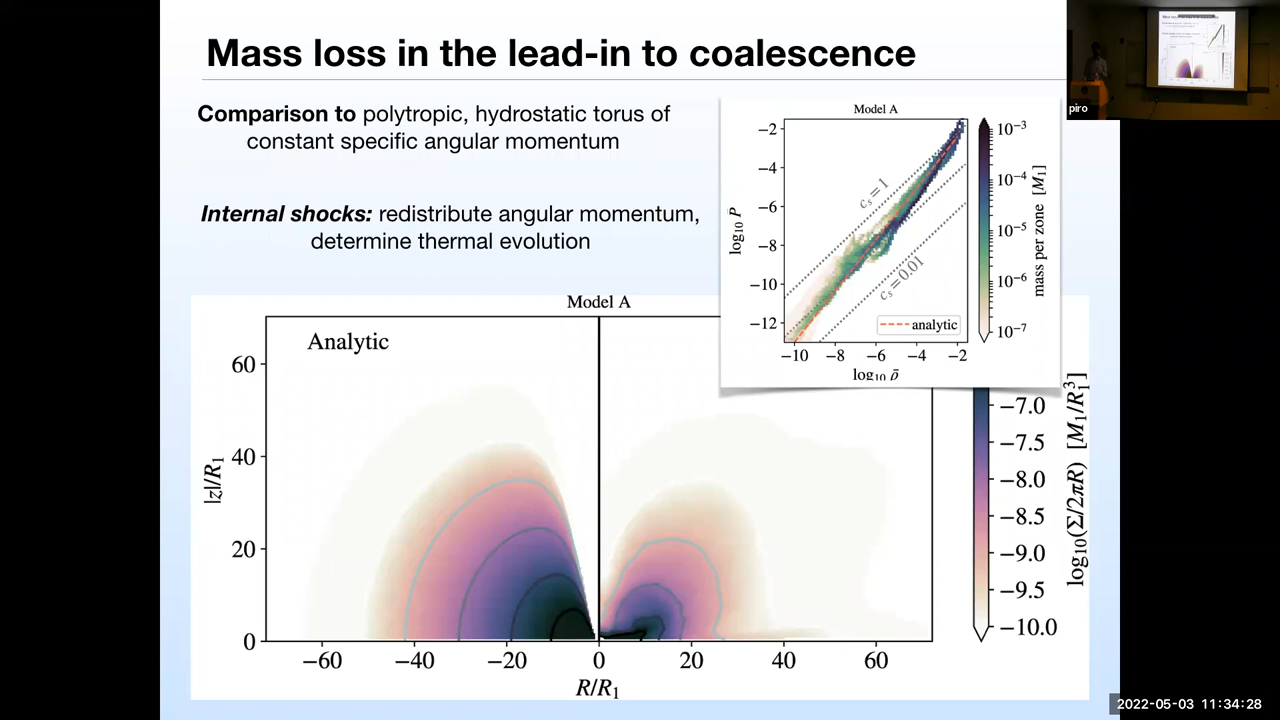 Mass loss in the lead-in to coalescence
Comparison to polytropic, hydrostatic torus of
constant specific angular momentum
Internal shocks: redistribute angular momentum,
determine thermal evolution
Model A
log₁₀ P̄
−2
−4
−6
−8
−10
−12
cₛ = 1
cₛ = 0.01
analytic
−10 −8 −6 −4 −2
log₁₀ ρ̄
10⁻³
10⁻⁴
10⁻⁵
10⁻⁶
10⁻⁷
mass per zone [M₁]
piro
Model A
Analytic
|z|/R₁
60
40
20
0
−60 −40 −20 0 20 40 60
R/R₁
−7.0
−7.5
−8.0
−8.5
−9.0
−9.5
−10.0
log₁₀(Σ/2πR) [M₁/R₁³]
2022-05-03 11:34:28